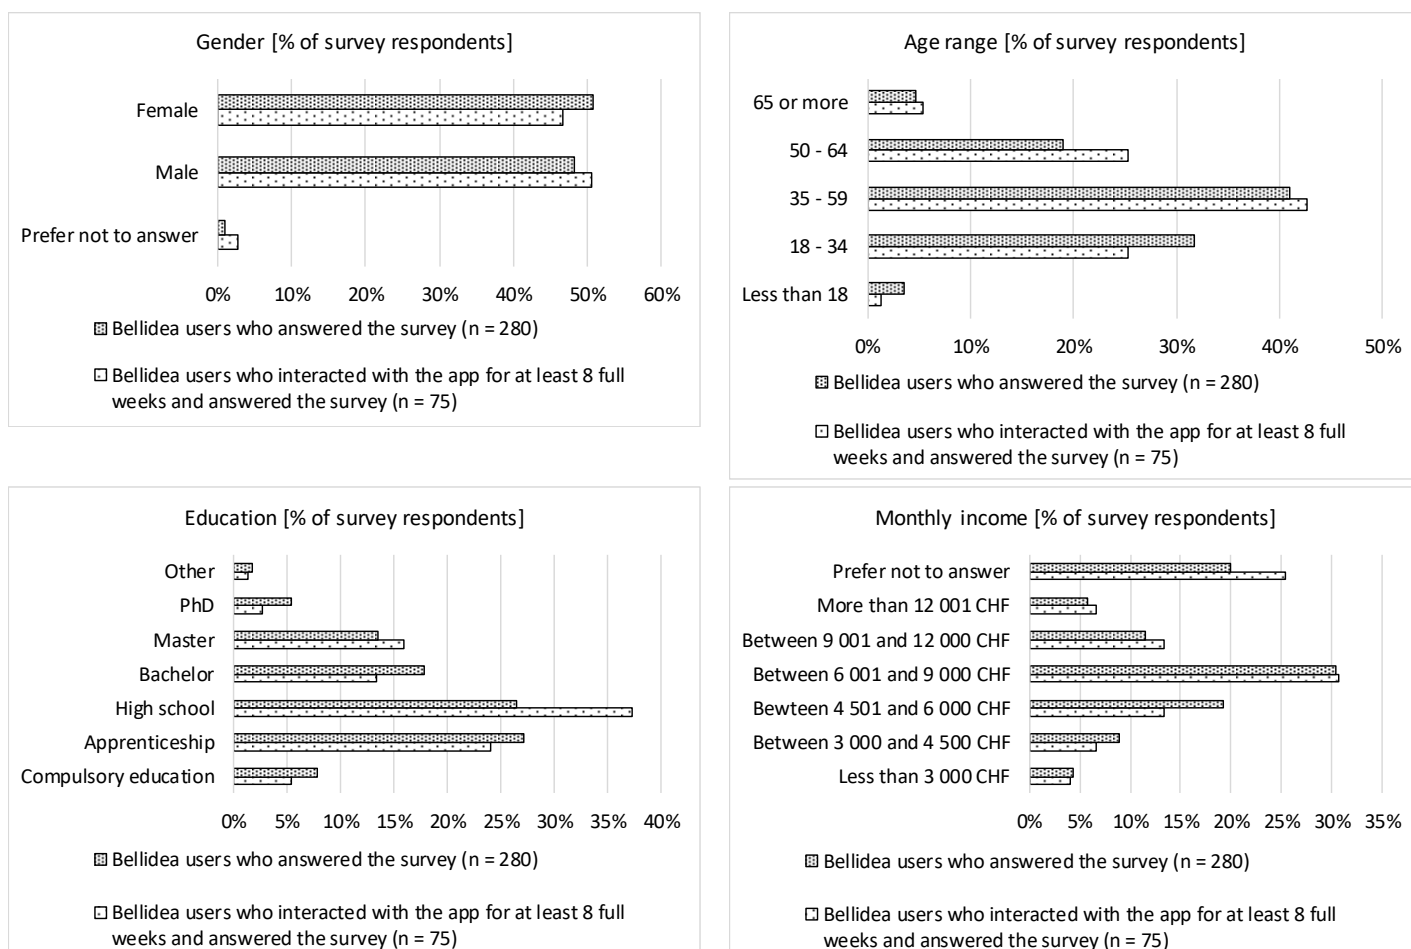 Gender [% of survey respondents]
Female
Male
Prefer not to answer
0% 10% 20% 30% 40% 50% 60%
Bellidea users who answered the survey (n = 280)
Bellidea users who interacted with the app for at least 8 full
weeks and answered the survey (n = 75)
Age range [% of survey respondents]
65 or more
50 - 64
35 - 59
18 - 34
Less than 18
0% 10% 20% 30% 40% 50%
Bellidea users who answered the survey (n = 280)
Bellidea users who interacted with the app for at least 8 full
weeks and answered the survey (n = 75)
Education [% of survey respondents]
Other
PhD
Master
Bachelor
High school
Apprenticeship
Compulsory education
0% 5% 10% 15% 20% 25% 30% 35% 40%
Bellidea users who answered the survey (n = 280)
Bellidea users who interacted with the app for at least 8 full
weeks and answered the survey (n = 75)
Monthly income [% of survey respondents]
Prefer not to answer
More than 12 001 CHF
Between 9 001 and 12 000 CHF
Between 6 001 and 9 000 CHF
Bewteen 4 501 and 6 000 CHF
Between 3 000 and 4 500 CHF
Less than 3 000 CHF
0% 5% 10% 15% 20% 25% 30% 35%
Bellidea users who answered the survey (n = 280)
Bellidea users who interacted with the app for at least 8 full
weeks and answered the survey (n = 75)